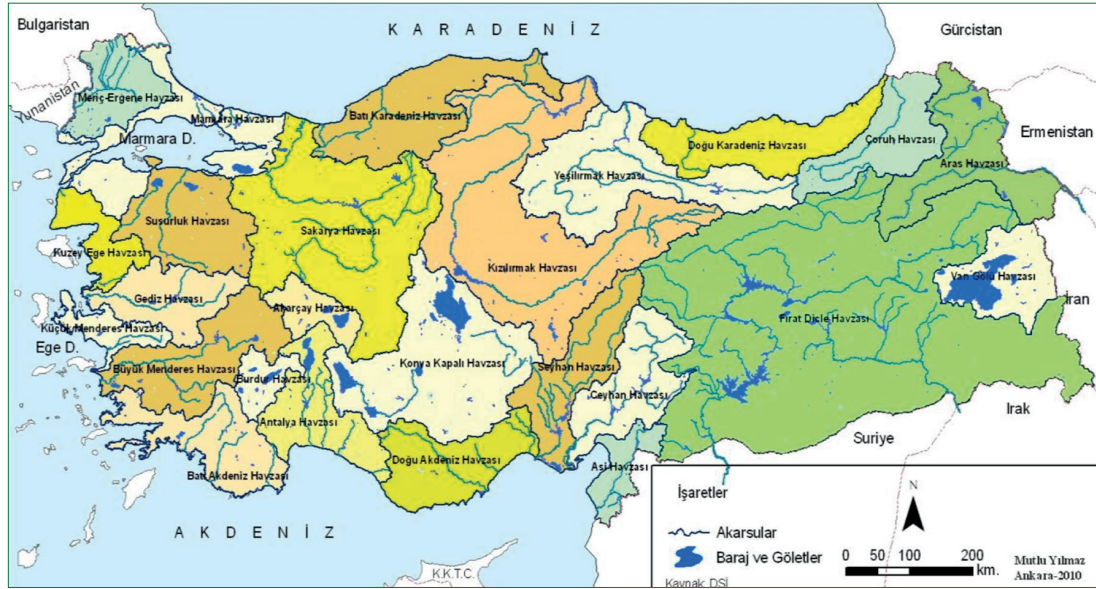 Bulgaristan
K A R A D E N İ Z
Gürcistan
Yunanistan
Meriç-Ergene Havzası
Marmara Havzası
Marmara D.
Batı Karadeniz Havzası
Doğu Karadeniz Havzası
Çoruh Havzası
Ermenistan
Aras Havzası
Yeşilırmak Havzası
Susurluk Havzası
Sakarya Havzası
Kuzey Ege Havzası
Kızılırmak Havzası
Van Gölü Havzası
İran
Gediz Havzası
Akarçay Havzası
Fırat Dicle Havzası
Küçük Menderes Havzası
Ege D.
Büyük Menderes Havzası
Burdur Havzası
Konya Kapalı Havzası
Seyhan Havzası
Ceyhan Havzası
Antalya Havzası
Irak
Suriye
Batı Akdeniz Havzası
Doğu Akdeniz Havzası
Asi Havzası
A K D E N İ Z
K.K.T.C.
İşaretler
Akarsular
Baraj ve Göletler
Kaynak: DSİ
N
0 50 100 200
km.
Mutlu Yılmaz
Ankara-2010